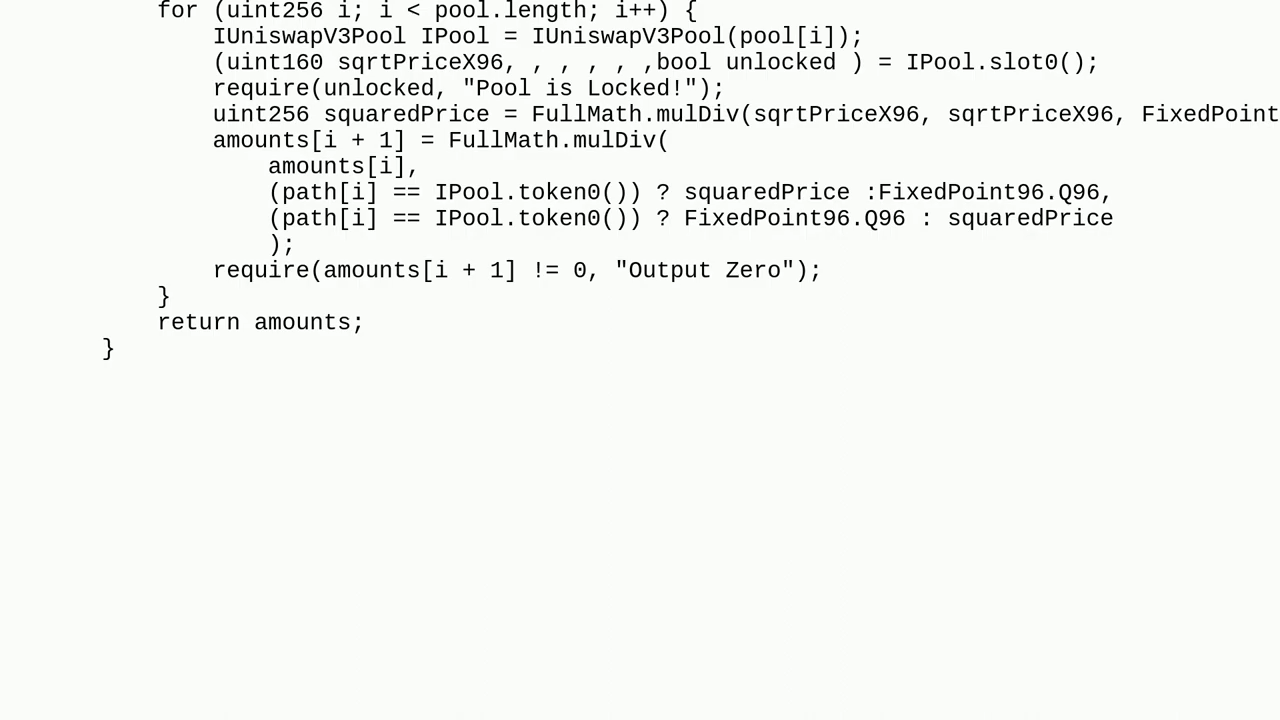 for (uint256 i; i < pool.length; i++) {
IUniswapV3Pool IPool = IUniswapV3Pool(pool[i]);
(uint160 sqrtPriceX96, , , , , ,bool unlocked ) = IPool.slot0();
require(unlocked, "Pool is Locked!");
uint256 squaredPrice = FullMath.mulDiv(sqrtPriceX96, sqrtPriceX96, FixedPoint
amounts[i + 1] = FullMath.mulDiv(
amounts[i],
(path[i] == IPool.token0()) ? squaredPrice :FixedPoint96.Q96,
(path[i] == IPool.token0()) ? FixedPoint96.Q96 : squaredPrice
);
require(amounts[i + 1] != 0, "Output Zero");
}
return amounts;
}